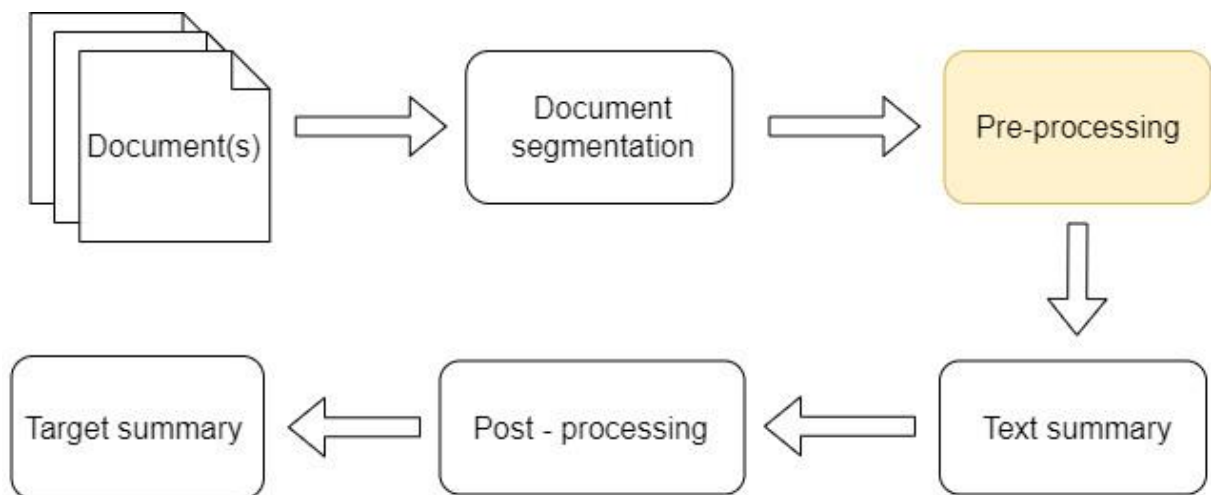 Document(s)
Document
segmentation
Pre-processing
Text summary
Post - processing
Target summary